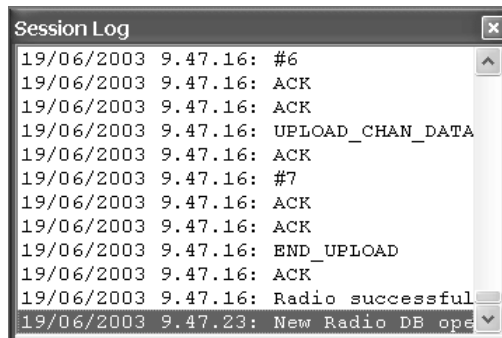 Session Log
19/06/2003 9.47.16: #6
19/06/2003 9.47.16: ACK
19/06/2003 9.47.16: ACK
19/06/2003 9.47.16: UPLOAD_CHAN_DATA
19/06/2003 9.47.16: ACK
19/06/2003 9.47.16: #7
19/06/2003 9.47.16: ACK
19/06/2003 9.47.16: ACK
19/06/2003 9.47.16: END_UPLOAD
19/06/2003 9.47.16: ACK
19/06/2003 9.47.16: Radio successful
19/06/2003 9.47.23: New Radio DB ope